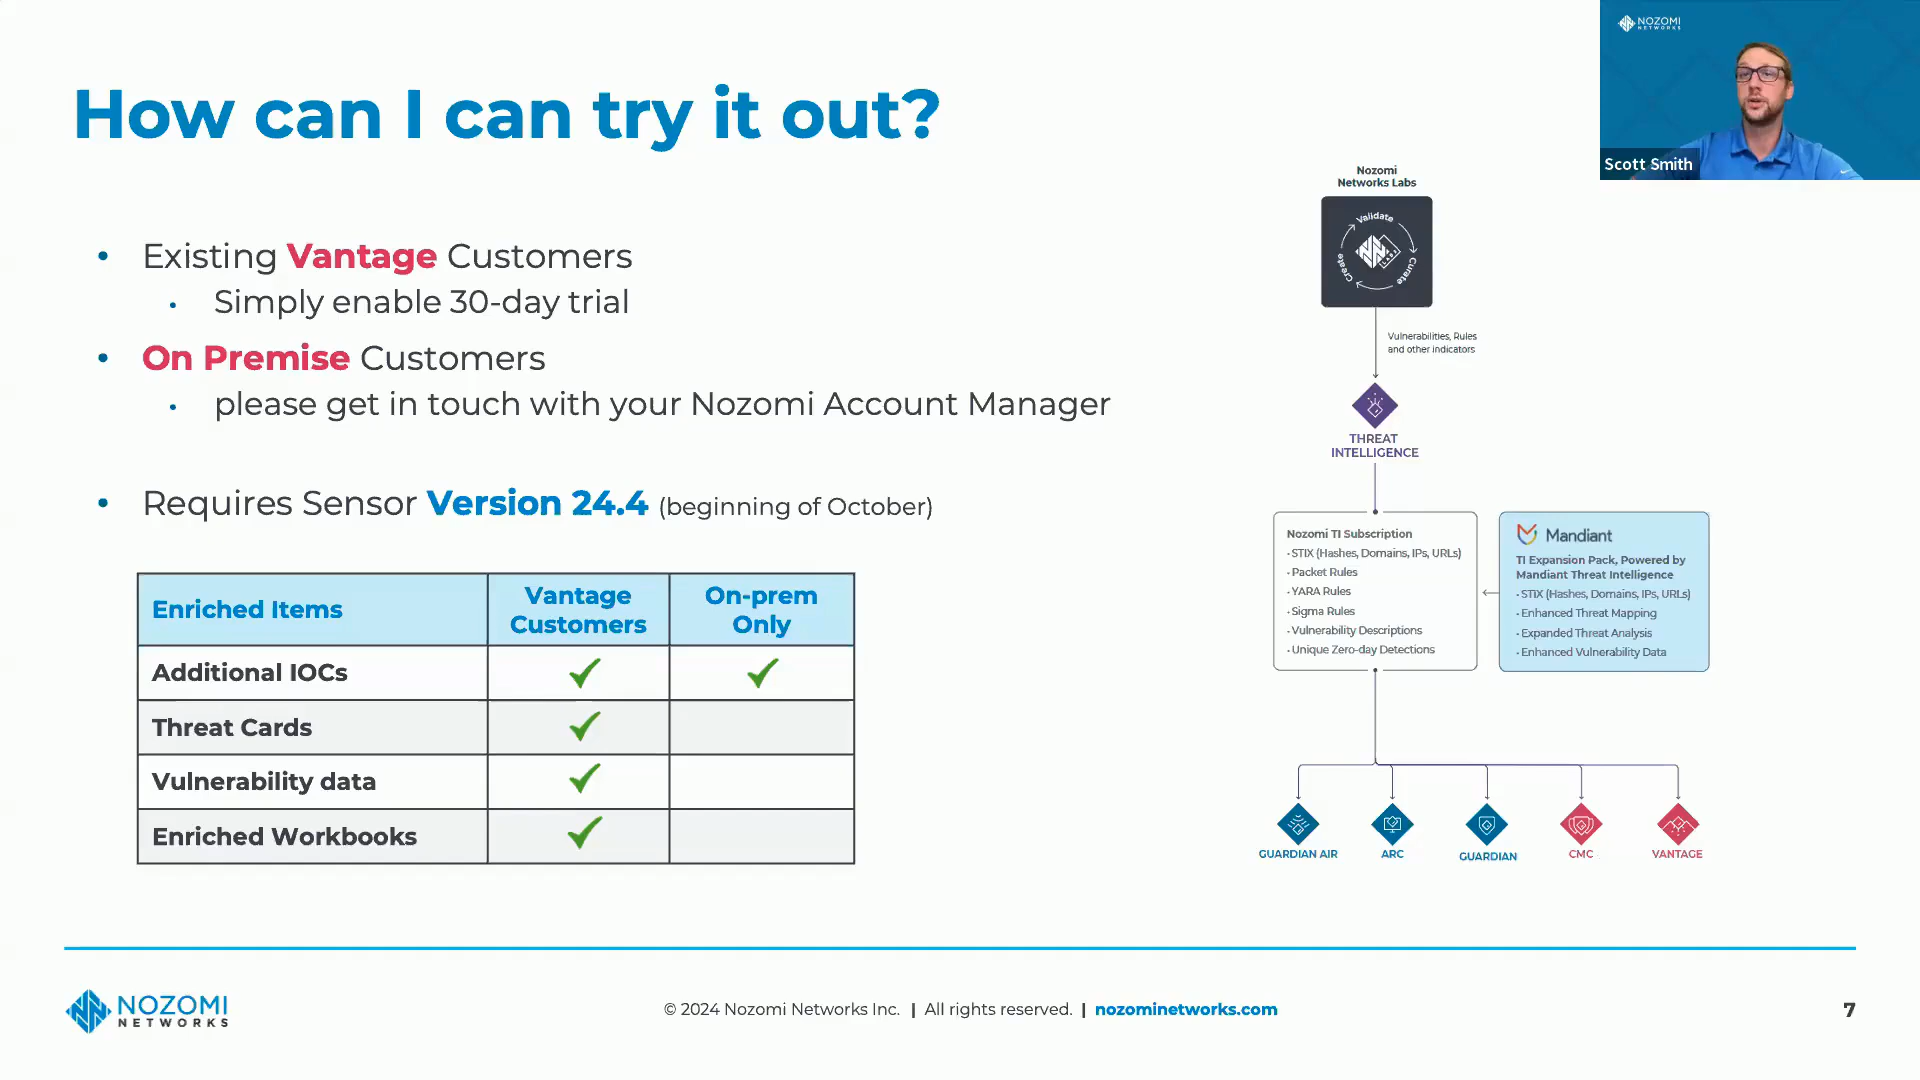 NOZOMI
NETWORKS
Scott Smith
How can I can try it out?
• Existing Vantage Customers
• Simply enable 30-day trial
• On Premise Customers
• please get in touch with your Nozomi Account Manager
• Requires Sensor Version 24.4 (beginning of October)
Enriched Items
Vantage
Customers
On-prem
Only
Additional IOCs
Threat Cards
Vulnerability data
Enriched Workbooks
Nozomi
Networks Labs
Validate
Curate
Create
LABS
Vulnerabilities, Rules
and other indicators
THREAT
INTELLIGENCE
Nozomi TI Subscription
• STIX (Hashes, Domains, IPs, URLs)
• Packet Rules
• YARA Rules
• Sigma Rules
• Vulnerability Descriptions
• Unique Zero-day Detections
Mandiant
TI Expansion Pack, Powered by
Mandiant Threat Intelligence
• STIX (Hashes, Domains, IPs, URLs)
• Enhanced Threat Mapping
• Expanded Threat Analysis
• Enhanced Vulnerability Data
GUARDIAN AIR
ARC
GUARDIAN
CMC
VANTAGE
NOZOMI
NETWORKS
© 2024 Nozomi Networks Inc. | All rights reserved. | nozominetworks.com
7